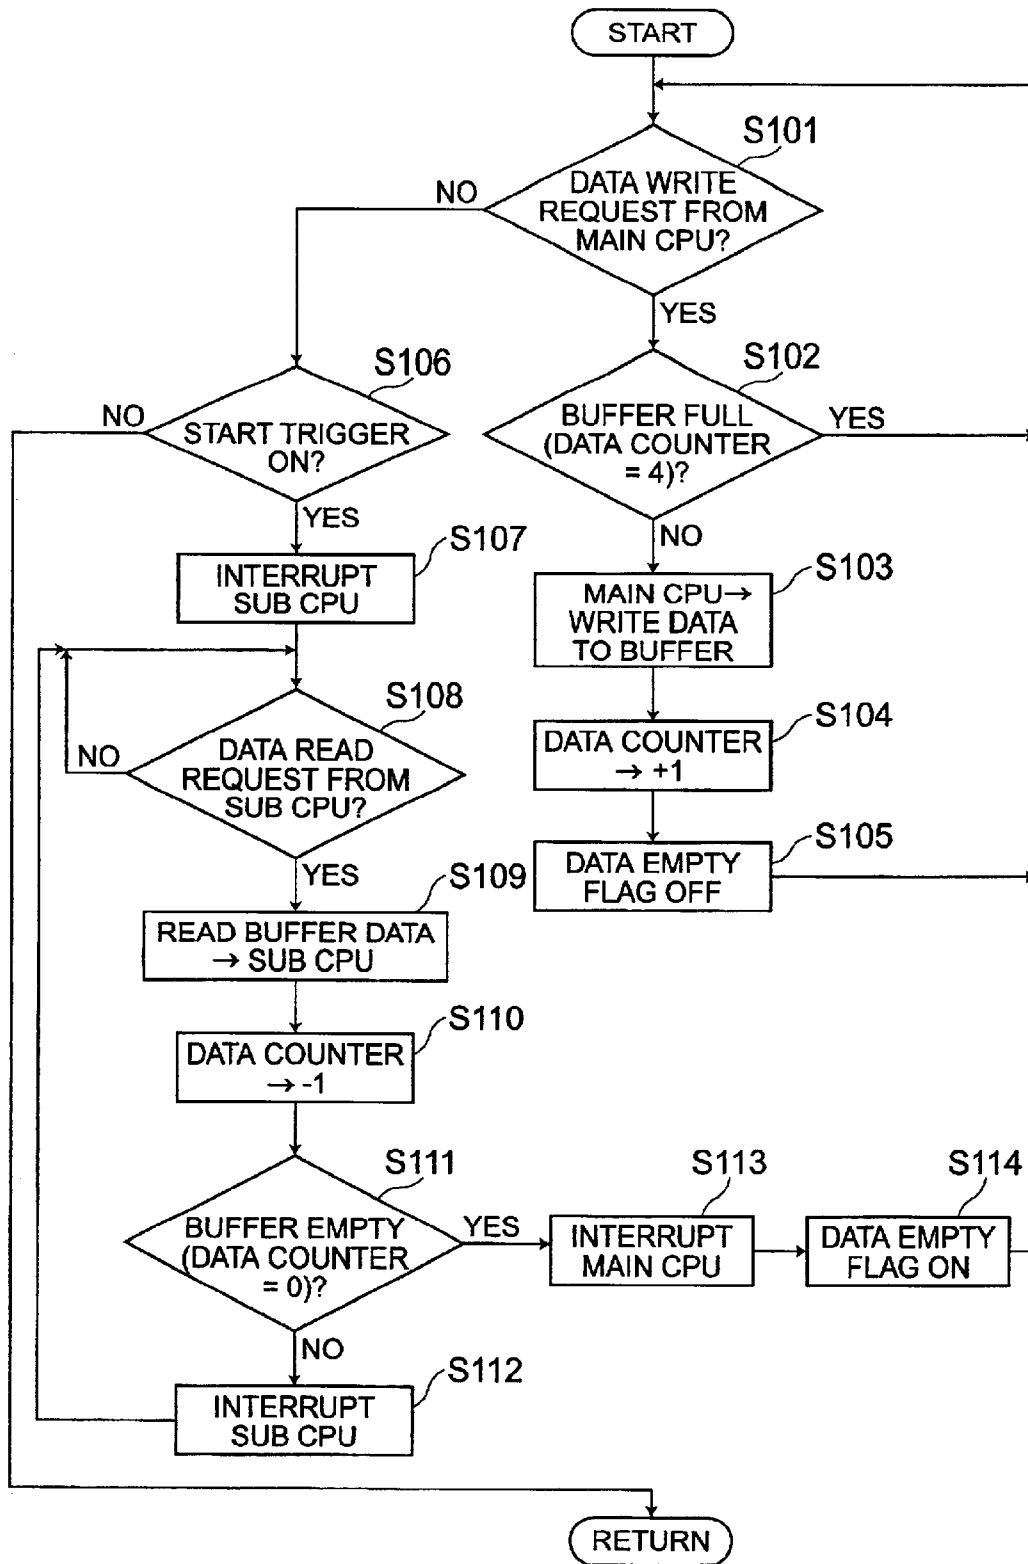 START
S101
DATA WRITE
REQUEST FROM
MAIN CPU?
NO
YES
S106
START TRIGGER
ON?
NO
YES
S102
BUFFER FULL
(DATA COUNTER
= 4)?
YES
NO
S107
INTERRUPT
SUB CPU
S103
MAIN CPU→
WRITE DATA
TO BUFFER
S108
DATA READ
REQUEST FROM
SUB CPU?
NO
YES
S104
DATA COUNTER
→ +1
S105
DATA EMPTY
FLAG OFF
S109
READ BUFFER DATA
→ SUB CPU
S110
DATA COUNTER
→ -1
S111
BUFFER EMPTY
(DATA COUNTER
= 0)?
YES
NO
S113
INTERRUPT
MAIN CPU
S114
DATA EMPTY
FLAG ON
S112
INTERRUPT
SUB CPU
RETURN